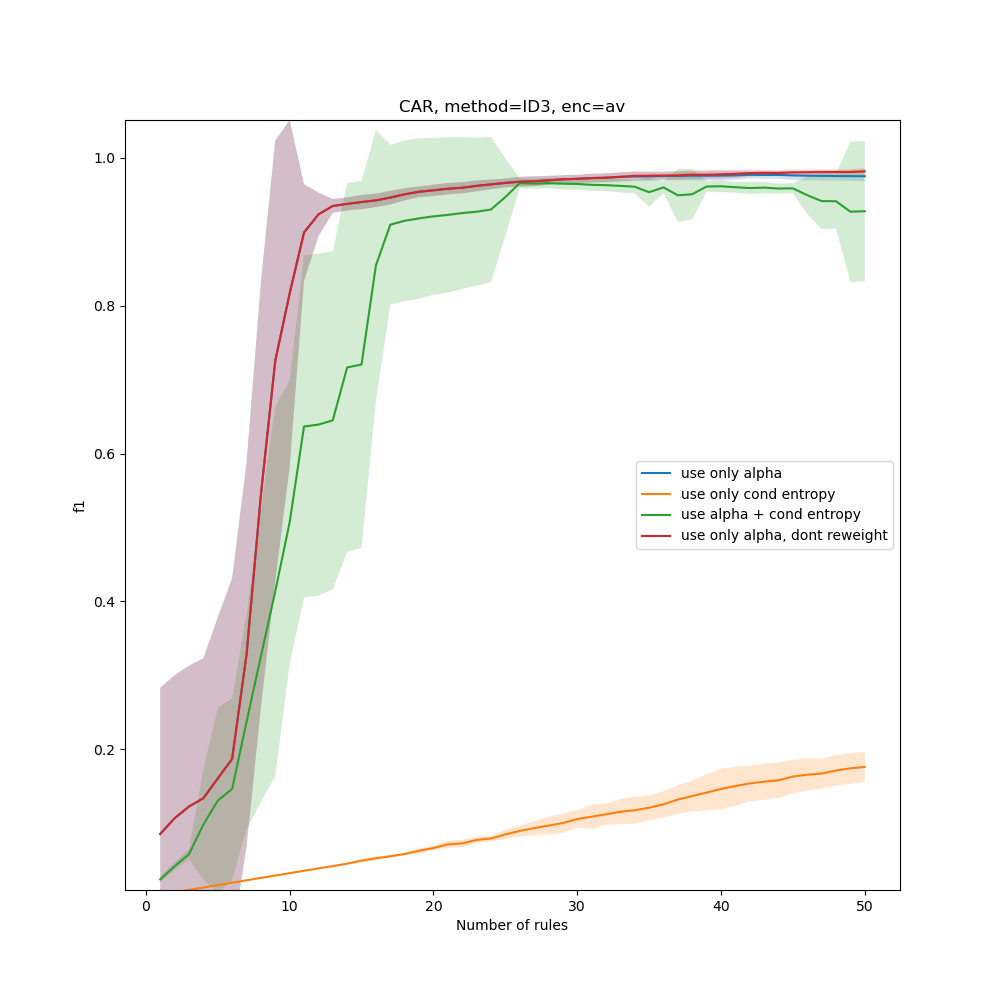 CAR, method=ID3, enc=av
1.0
0.8
0.6
0.4
0.2
f1
use only alpha
use only cond entropy
use alpha + cond entropy
use only alpha, dont reweight
0
10
20
30
40
50
Number of rules